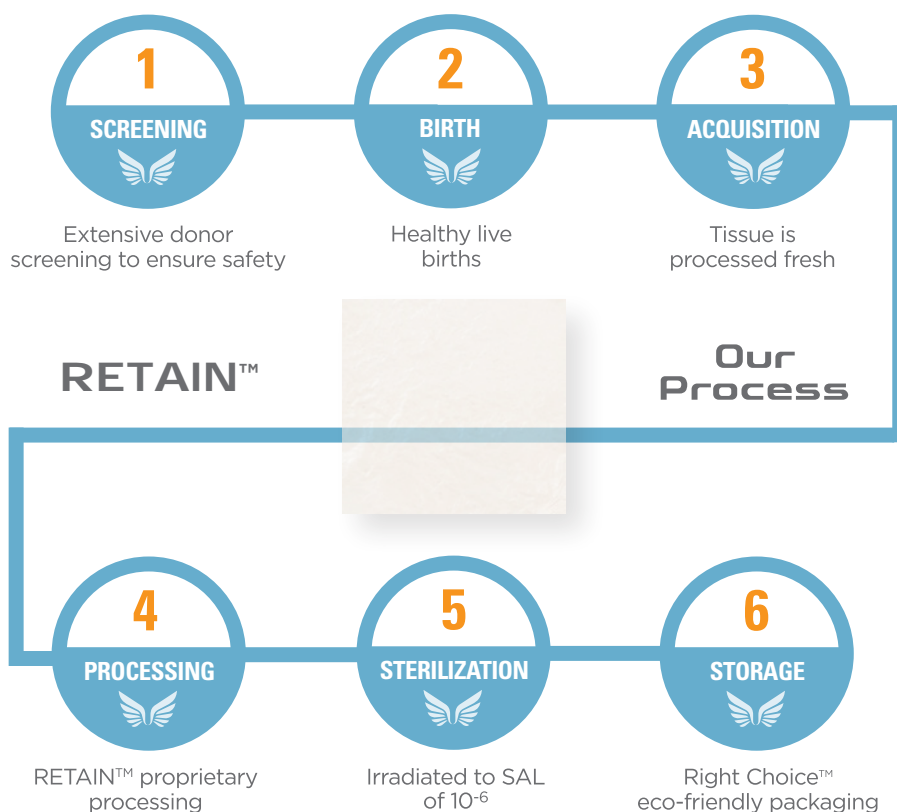 1
SCREENING
Extensive donor
screening to ensure safety
2
BIRTH
Healthy live
births
3
ACQUISITION
Tissue is
processed fresh
RETAIN™
Our
Process
4
PROCESSING
RETAIN™ proprietary
processing
5
STERILIZATION
Irradiated to SAL
of 10⁻⁶
6
STORAGE
Right Choice™
eco-friendly packaging